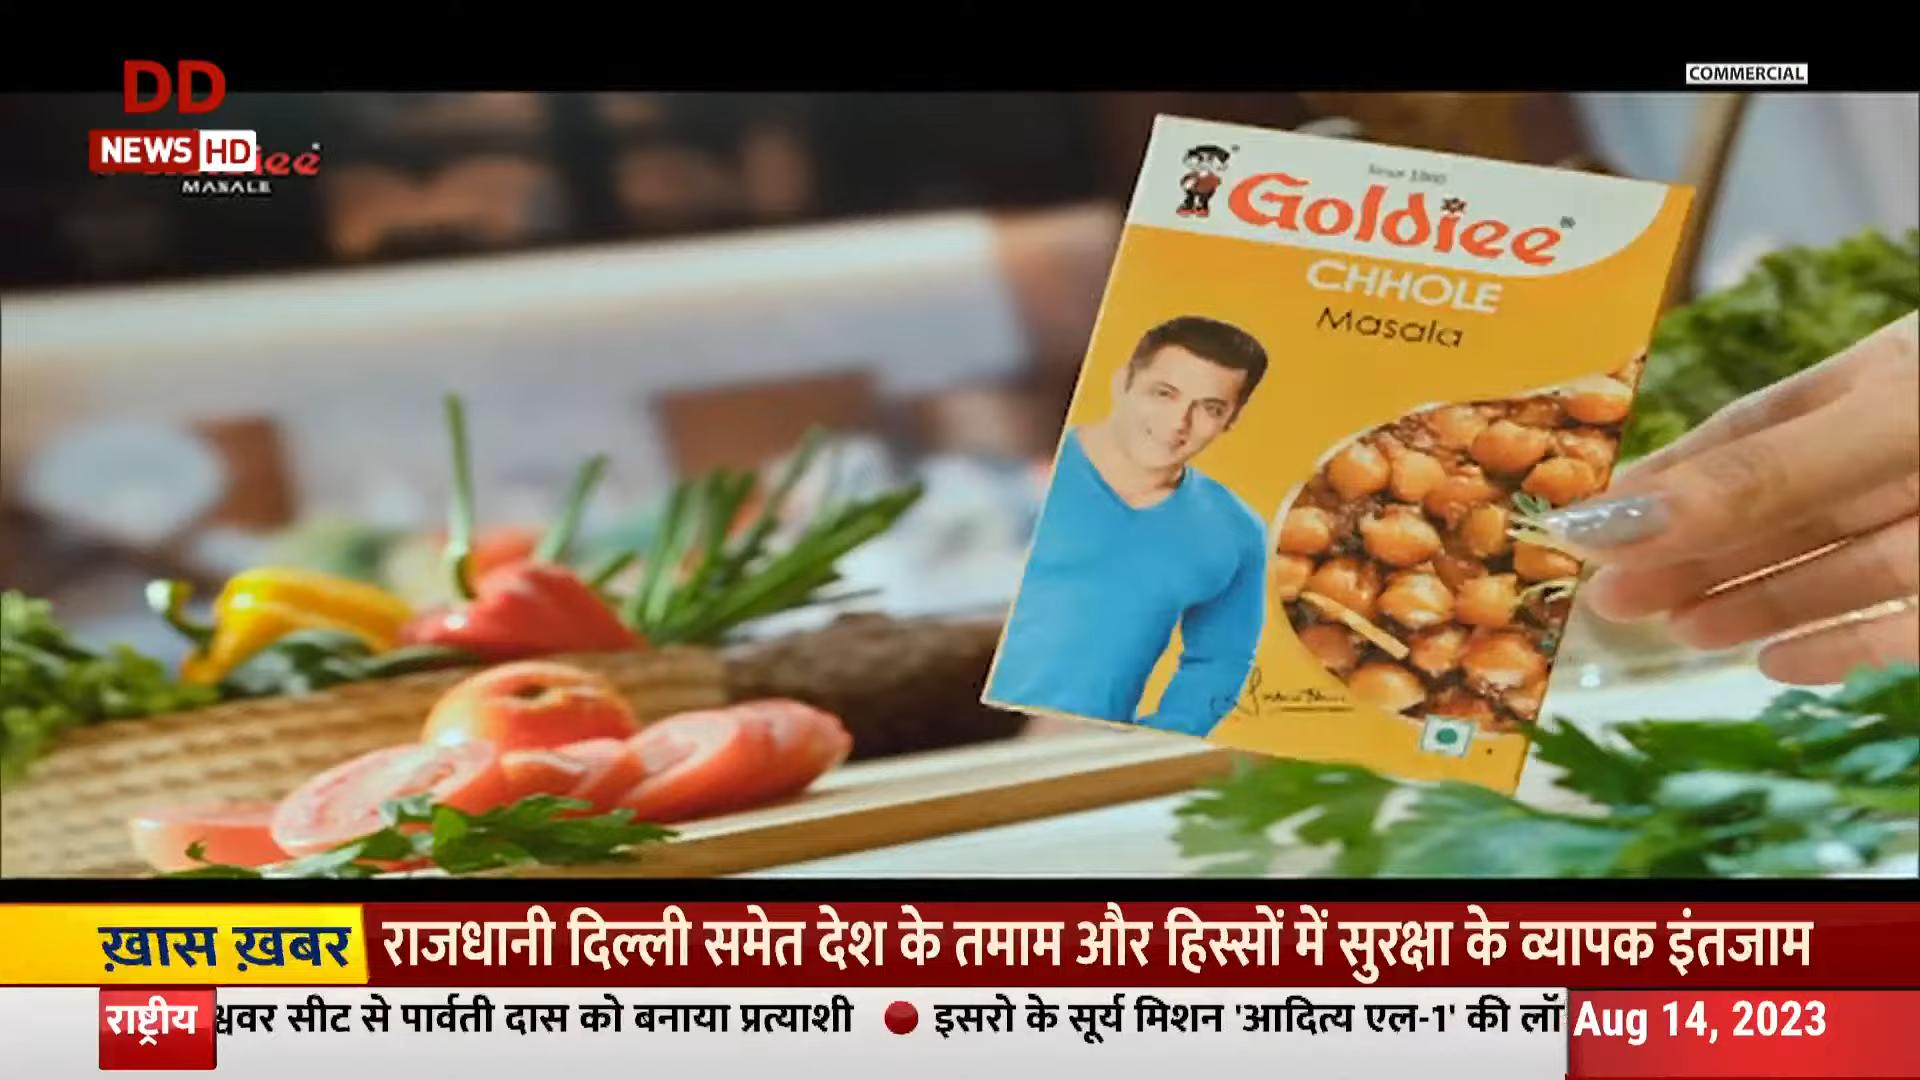 DD
NEWS HD
MASALE
COMMERCIAL
Since 1980
Goldiee
CHHOLE
Masala
ख़ास ख़बर
राजधानी दिल्ली समेत देश के तमाम और हिस्सों में सुरक्षा के व्यापक इंतजाम
राष्ट्रीय
श्वर सीट से पार्वती दास को बनाया प्रत्याशी ● इसरो के सूर्य मिशन 'आदित्य एल-1' की लॉ
Aug 14, 2023